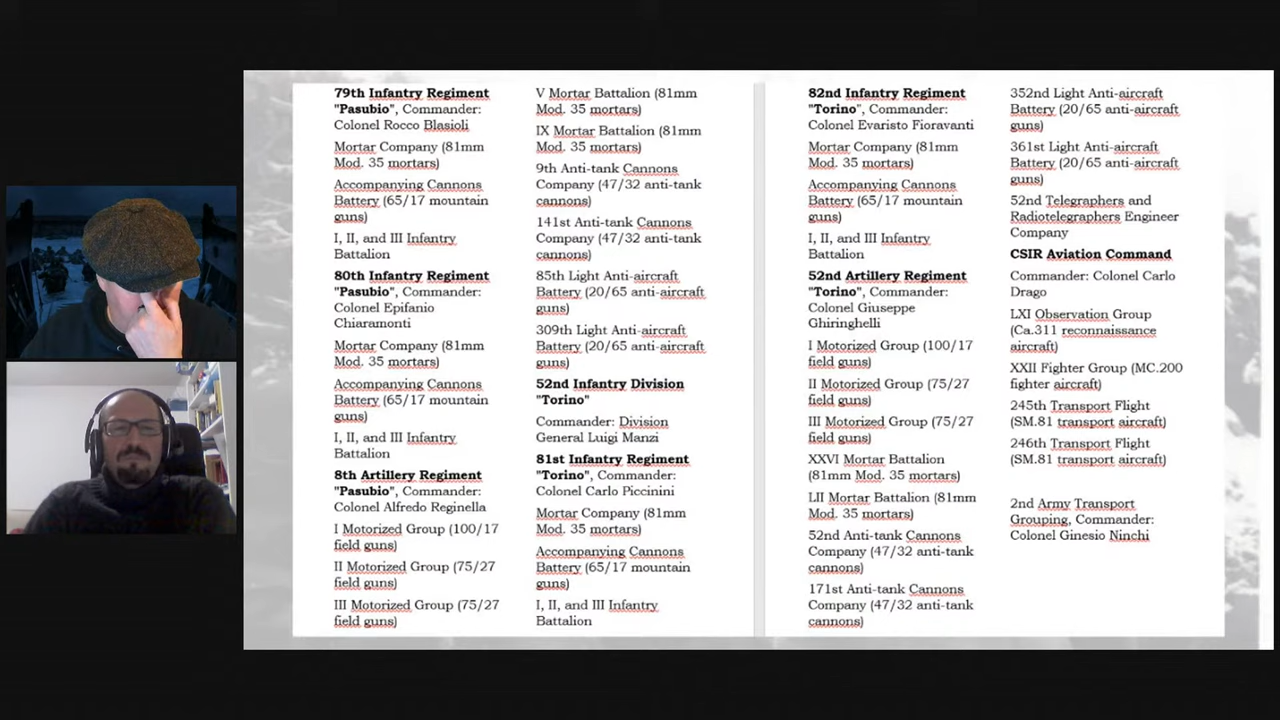 79th Infantry Regiment
"Pasubio", Commander:
Colonel Rocco Blasioli
Mortar Company (81mm
Mod. 35 mortars)
Accompanying Cannons
Battery (65/17 mountain
guns)
I, II, and III Infantry
Battalion
80th Infantry Regiment
"Pasubio", Commander:
Colonel Epifanio
Chiaramonti
Mortar Company (81mm
Mod. 35 mortars)
Accompanying Cannons
Battery (65/17 mountain
guns)
I, II, and III Infantry
Battalion
8th Artillery Regiment
"Pasubio", Commander:
Colonel Alfredo Reginella
I Motorized Group (100/17
field guns)
II Motorized Group (75/27
field guns)
III Motorized Group (75/27
field guns)
V Mortar Battalion (81mm
Mod. 35 mortars)
IX Mortar Battalion (81mm
Mod. 35 mortars)
9th Anti-tank Cannons
Company (47/32 anti-tank
cannons)
141st Anti-tank Cannons
Company (47/32 anti-tank
cannons)
85th Light Anti-aircraft
Battery (20/65 anti-aircraft
guns)
309th Light Anti-aircraft
Battery (20/65 anti-aircraft
guns)
52nd Infantry Division
"Torino"
Commander: Division
General Luigi Manzi
81st Infantry Regiment
"Torino", Commander:
Colonel Carlo Piccinini
Mortar Company (81mm
Mod. 35 mortars)
Accompanying Cannons
Battery (65/17 mountain
guns)
I, II, and III Infantry
Battalion
82nd Infantry Regiment
"Torino", Commander:
Colonel Evaristo Fioravanti
Mortar Company (81mm
Mod. 35 mortars)
Accompanying Cannons
Battery (65/17 mountain
guns)
I, II, and III Infantry
Battalion
52nd Artillery Regiment
"Torino", Commander:
Colonel Giuseppe
Ghiringhelli
I Motorized Group (100/17
field guns)
II Motorized Group (75/27
field guns)
III Motorized Group (75/27
field guns)
XXVI Mortar Battalion
(81mm Mod. 35 mortars)
LII Mortar Battalion (81mm
Mod. 35 mortars)
52nd Anti-tank Cannons
Company (47/32 anti-tank
cannons)
171st Anti-tank Cannons
Company (47/32 anti-tank
cannons)
352nd Light Anti-aircraft
Battery (20/65 anti-aircraft
guns)
361st Light Anti-aircraft
Battery (20/65 anti-aircraft
guns)
52nd Telegraphers and
Radiotelegraphers Engineer
Company
CSIR Aviation Command
Commander: Colonel Carlo
Drago
LXI Observation Group
(Ca.311 reconnaissance
aircraft)
XXII Fighter Group (MC.200
fighter aircraft)
245th Transport Flight
(SM.81 transport aircraft)
246th Transport Flight
(SM.81 transport aircraft)
2nd Army Transport
Grouping, Commander:
Colonel Ginesio Ninchi